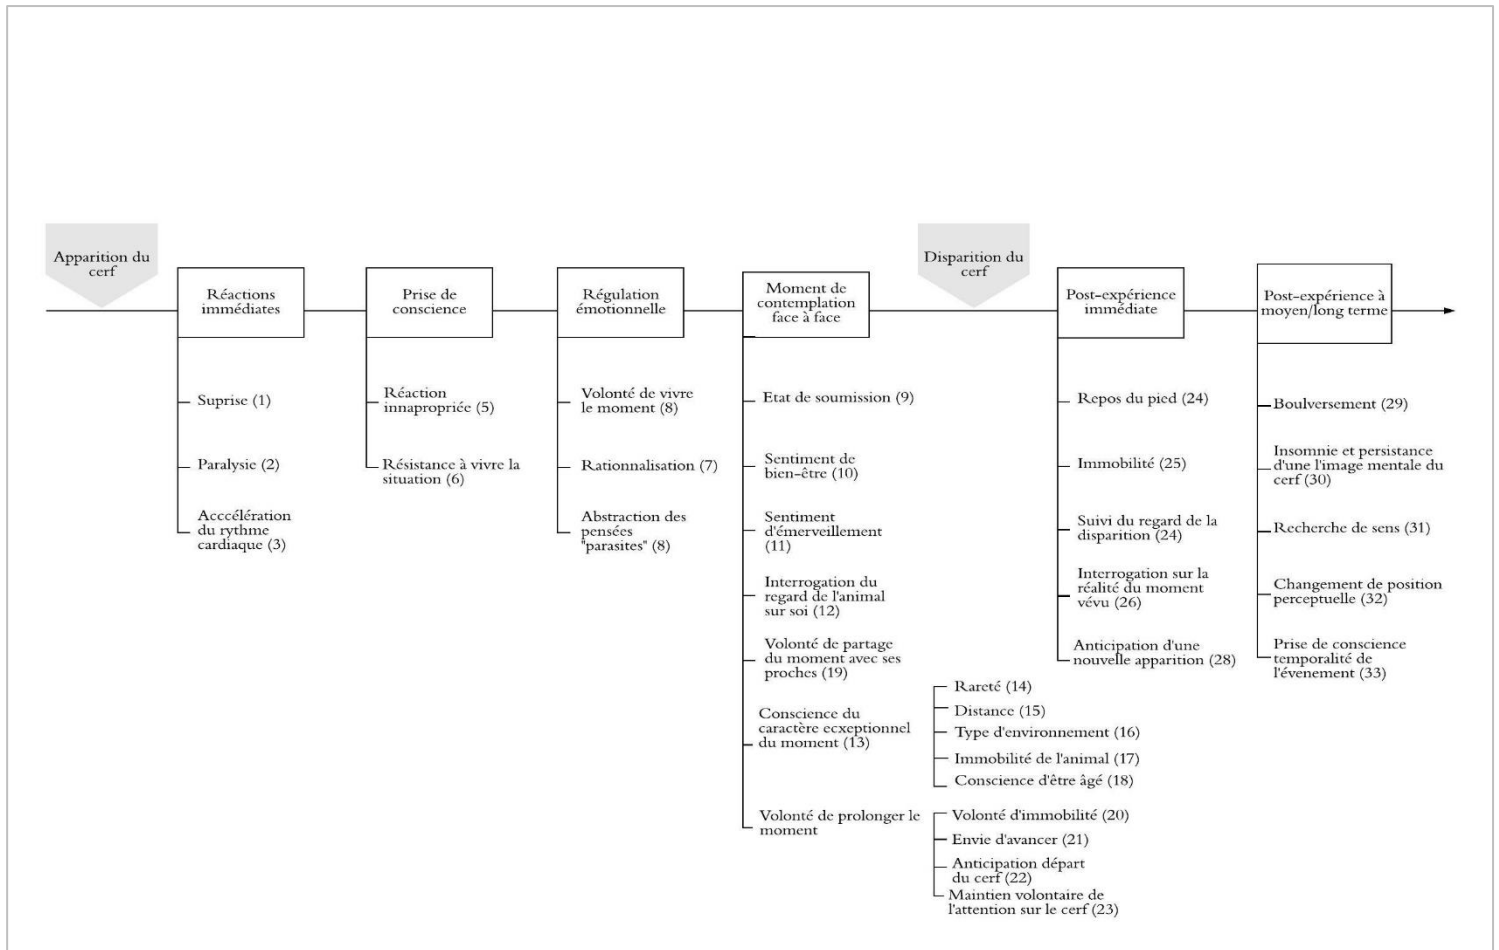 Apparition du
cerf
Réactions
immédiates
Suprise (1)
Paralysie (2)
Acccélération
du rythme
cardiaque (3)
Prise de
conscience
Réaction
innapropriée (5)
Résistance à vivre la
situation (6)
Régulation
émotionnelle
Volonté de vivre
le moment (8)
Rationnalisation (7)
Abstraction des
pensées
"parasites" (8)
Moment de
contemplation
face à face
Etat de soumission (9)
Sentiment de
bien-être (10)
Sentiment
d'émerveillement
(11)
Interrogation du
regard de l'animal
sur soi (12)
Volonté de partage
du moment avec ses
proches (19)
Conscience du
caractère ecxeptionnel
du moment (13)
Rareté (14)
Distance (15)
Type d'environnement (16)
Immobilité de l'animal (17)
Conscience d'être âgé (18)
Volonté de prolonger le
moment
Volonté d'immobilité (20)
Envie d'avancer (21)
Anticipation départ
du cerf (22)
Maintien volontaire de
l'attention sur le cerf (23)
Disparition du
cerf
Post-expérience
immédiate
Repos du pied (24)
Immobilité (25)
Suivi du regard de la
disparition (24)
Interrogation sur la
réalité du moment
vévu (26)
Anticipation d'une
nouvelle apparition (28)
Post-expérience à
moyen/long terme
Boulversement (29)
Insomnie et persistance
d'une l'image mentale du
cerf (30)
Recherche de sens (31)
Changement de position
perceptuelle (32)
Prise de conscience
temporalité de
l'évenement (33)